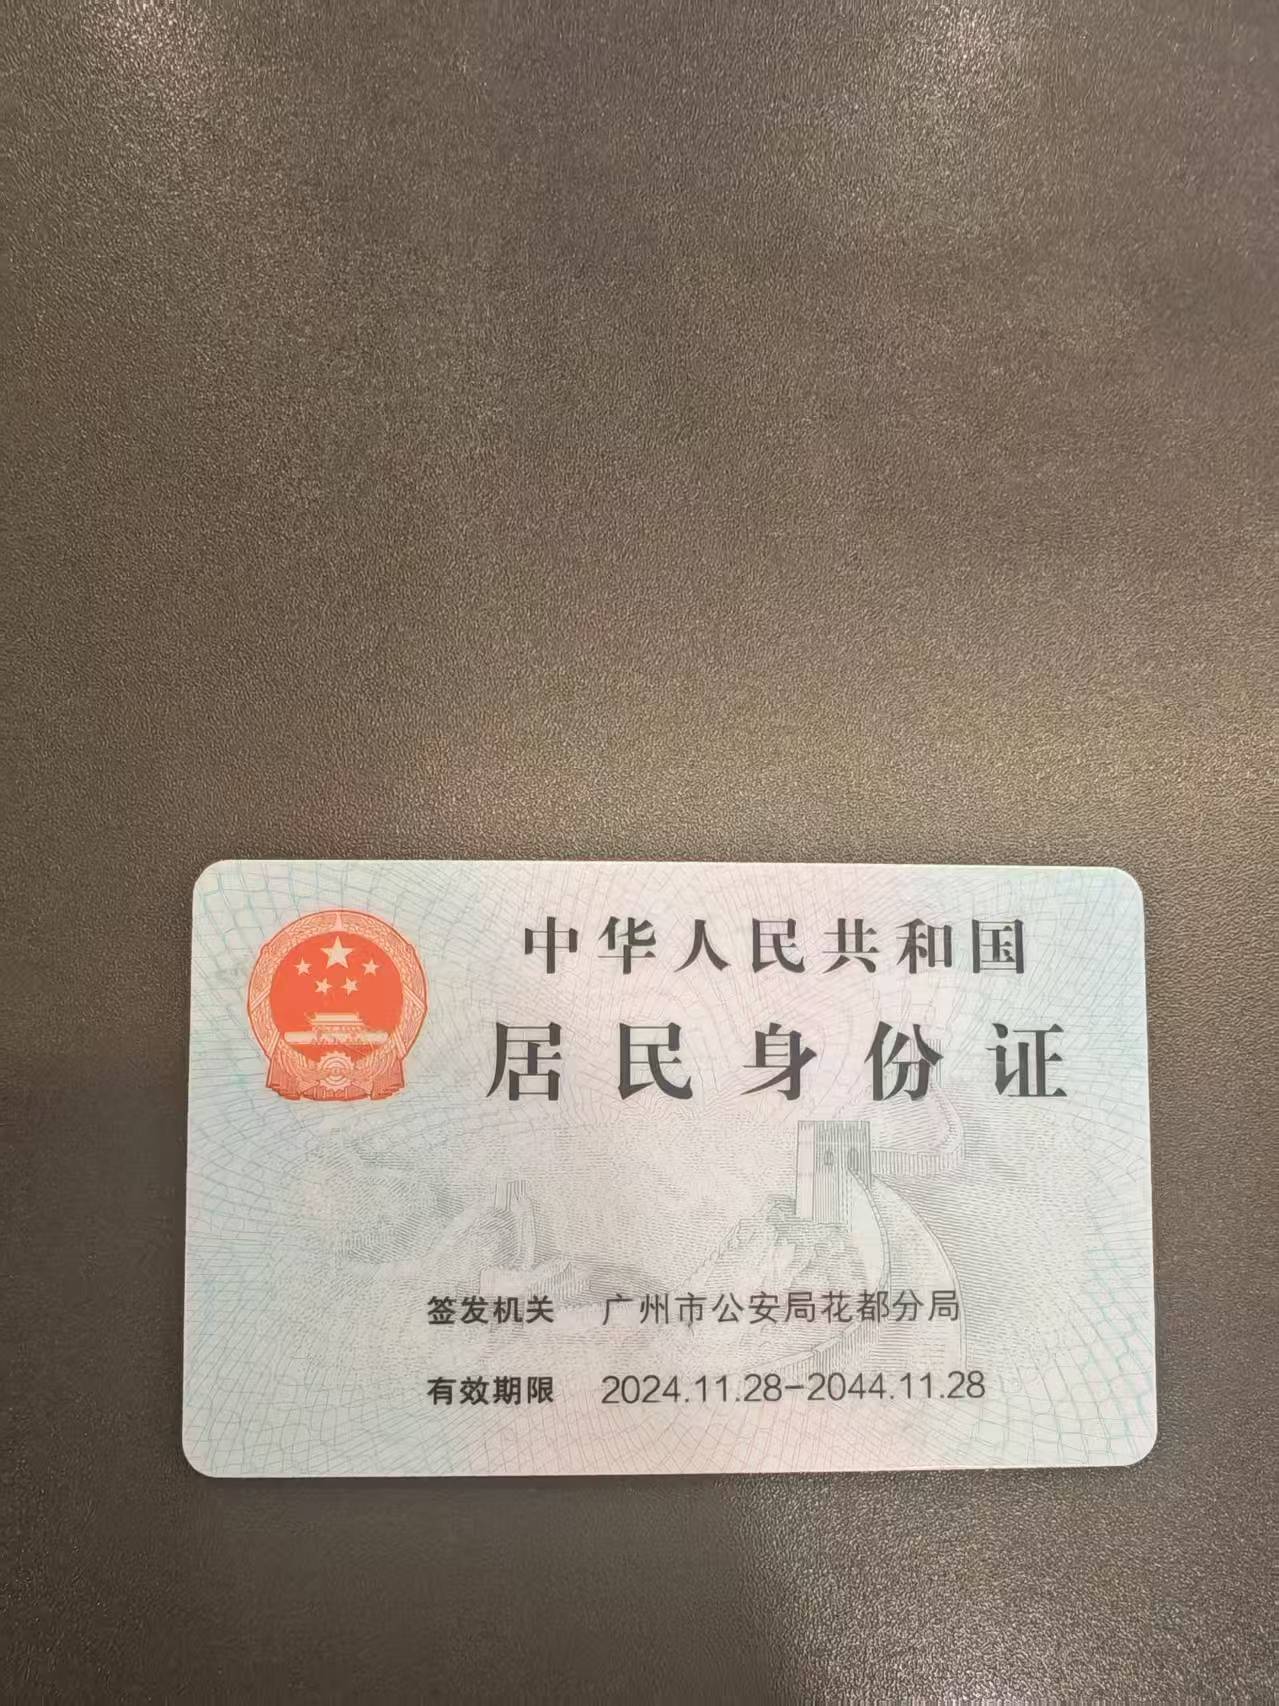 中华人民共和国
居民身份证
签发机关 广州市公安局花都分局
有效期限 2024.11.28-2044.11.28